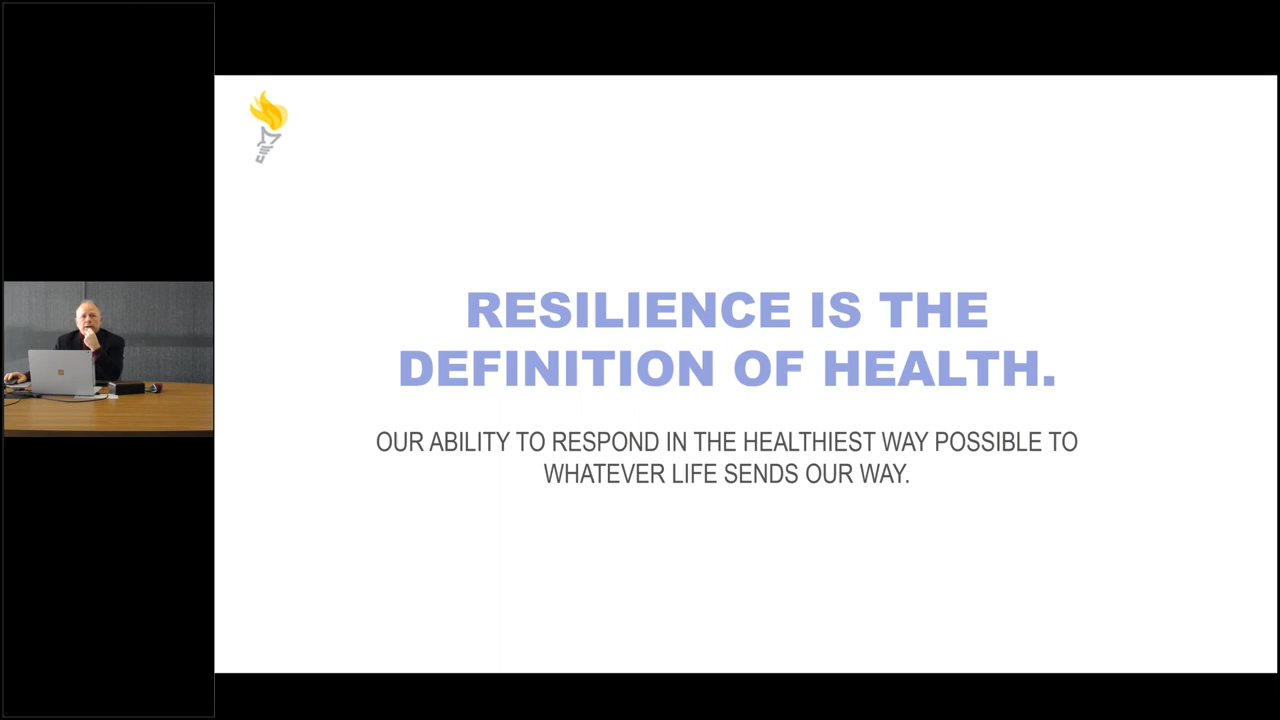 RESILIENCE IS THE
DEFINITION OF HEALTH.
OUR ABILITY TO RESPOND IN THE HEALTHIEST WAY POSSIBLE TO
WHATEVER LIFE SENDS OUR WAY.